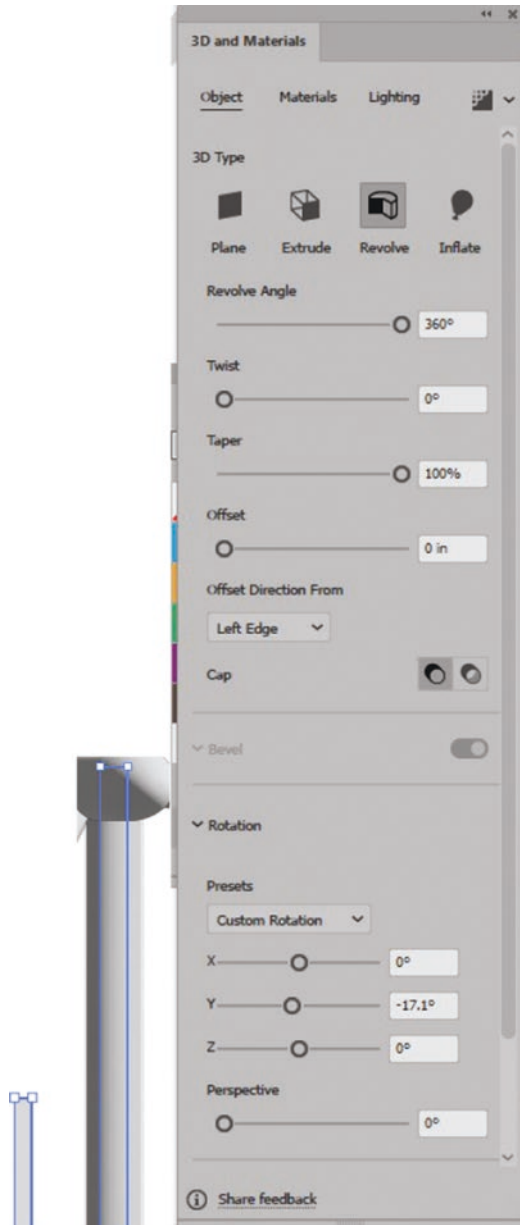 3D and Materials
Object Materials Lighting
3D Type
Plane Extrude Revolve Inflate
Revolve Angle
360°
Twist
0°
Taper
100%
Offset
0 in
Offset Direction From
Left Edge
Cap
Bevel
Rotation
Presets
Custom Rotation
X 0°
Y -17.1°
Z 0°
Perspective
0°
Share feedback